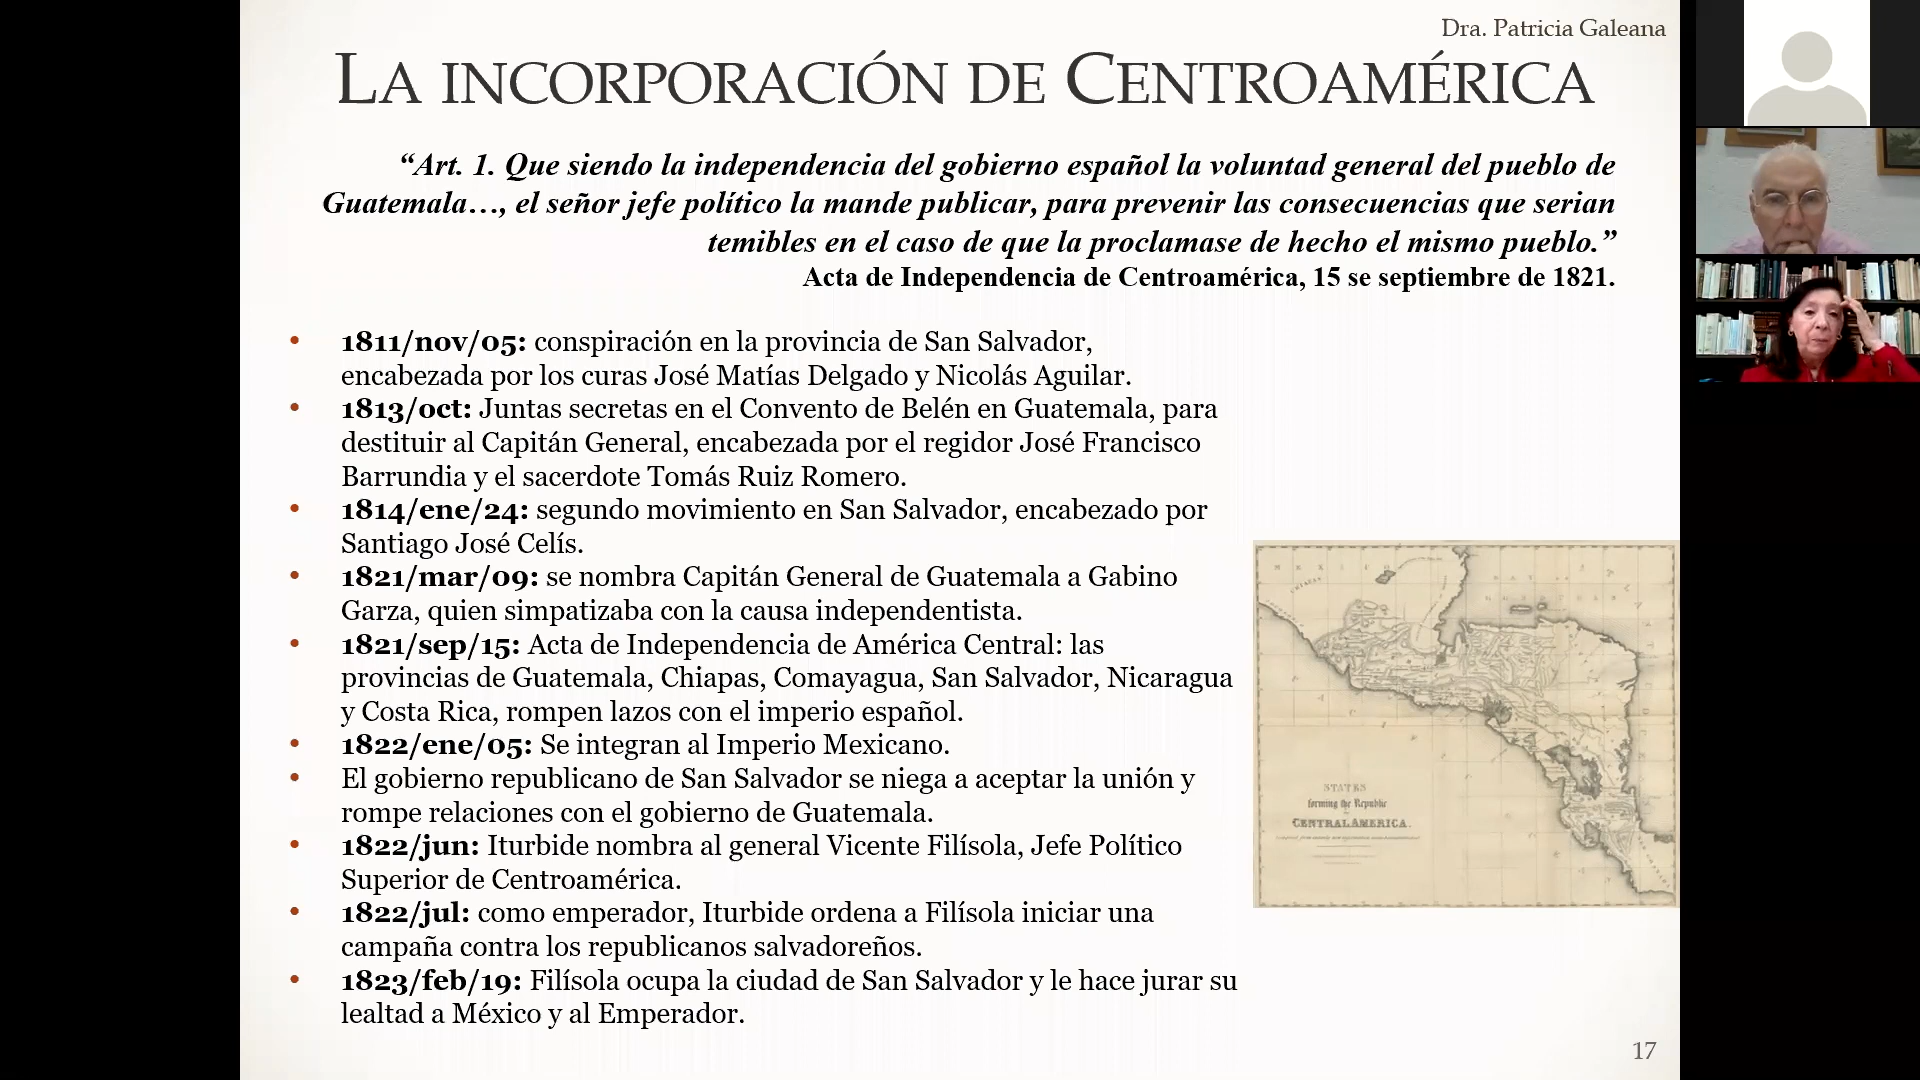 Dra. Patricia Galeana
LA INCORPORACIÓN DE CENTROAMÉRICA
“Art. 1. Que siendo la independencia del gobierno español la voluntad general del pueblo de
Guatemala…, el señor jefe político la mande publicar, para prevenir las consecuencias que serian
temibles en el caso de que la proclamase de hecho el mismo pueblo.”
Acta de Independencia de Centroamérica, 15 se septiembre de 1821.
• 1811/nov/05: conspiración en la provincia de San Salvador,
encabezada por los curas José Matías Delgado y Nicolás Aguilar.
• 1813/oct: Juntas secretas en el Convento de Belén en Guatemala, para
destituir al Capitán General, encabezada por el regidor José Francisco
Barrundia y el sacerdote Tomás Ruiz Romero.
• 1814/ene/24: segundo movimiento en San Salvador, encabezado por
Santiago José Celís.
• 1821/mar/09: se nombra Capitán General de Guatemala a Gabino
Garza, quien simpatizaba con la causa independentista.
• 1821/sep/15: Acta de Independencia de América Central: las
provincias de Guatemala, Chiapas, Comayagua, San Salvador, Nicaragua
y Costa Rica, rompen lazos con el imperio español.
• 1822/ene/05: Se integran al Imperio Mexicano.
• El gobierno republicano de San Salvador se niega a aceptar la unión y
rompe relaciones con el gobierno de Guatemala.
• 1822/jun: Iturbide nombra al general Vicente Filísola, Jefe Político
Superior de Centroamérica.
• 1822/jul: como emperador, Iturbide ordena a Filísola iniciar una
campaña contra los republicanos salvadoreños.
• 1823/feb/19: Filísola ocupa la ciudad de San Salvador y le hace jurar su
lealtad a México y al Emperador.
MEXICO
CHIAPAS
BAY OF
STATES
forming the Republic
CENTRAL AMERICA.
17